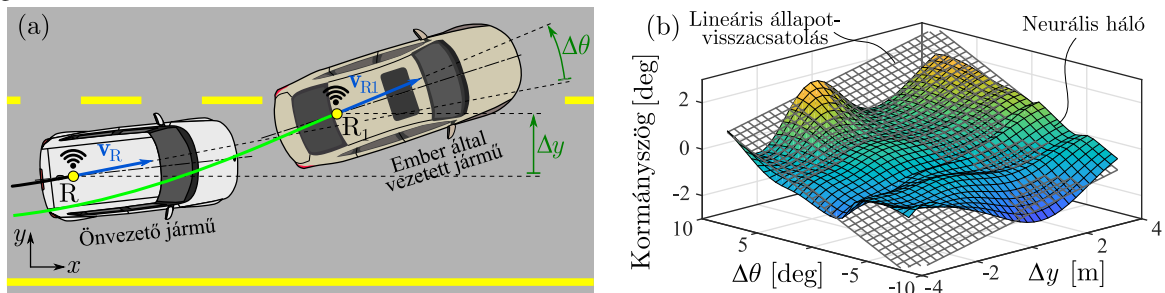 (a)
Δθ
v_R1
R_1
v_R
R
Δy
Ember által
vezetett jármű
Önvezető jármű
y
x
(b)
Lineáris állapot-
visszacsatolás
Neurális háló
Kormányszög [deg]
2
0
-2
10
5
-5
-10
Δθ [deg]
-4
-2
2
4
Δy [m]